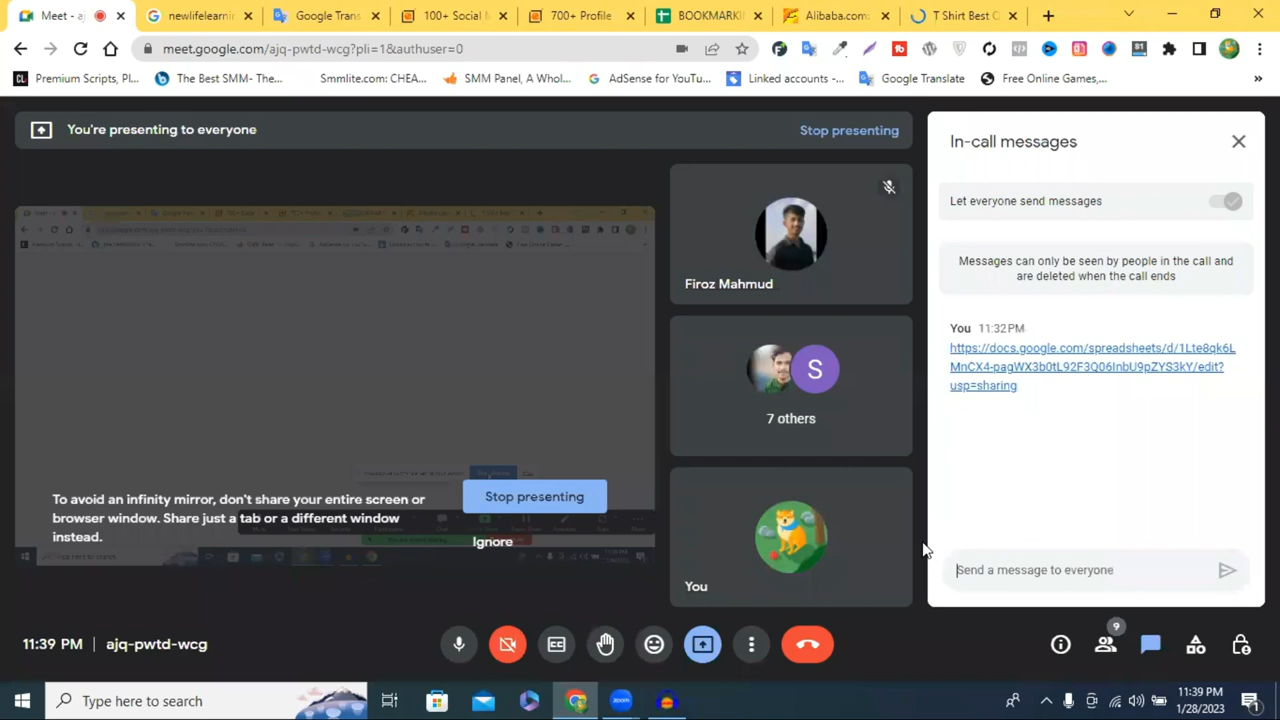 Meet - aj
newlifelearni
Google Trans
100+ Social M
700+ Profile
BOOKMARKI
Alibaba.com:
T Shirt Best Q
meet.google.com/ajq-pwtd-wcg?pli=1&authuser=0
Premium Scripts, Pl...
The Best SMM- The...
Smmlite.com: CHEA...
SMM Panel, A Whol...
AdSense for YouTu...
Linked accounts -...
Google Translate
Free Online Games,...
You're presenting to everyone
Stop presenting
In-call messages
Let everyone send messages
Messages can only be seen by people in the call and
are deleted when the call ends
Firoz Mahmud
You 11:32 PM
https://docs.google.com/spreadsheets/d/1Lte8qk6L
MnCX4-pagWX3b0tL92F3Q06InbU9pZYS3kY/edit?
usp=sharing
S
7 others
To avoid an infinity mirror, don't share your entire screen or
browser window. Share just a tab or a different window
instead.
Stop presenting
Ignore
You
Send a message to everyone
11:39 PM | ajq-pwtd-wcg
9
Type here to search
zoom
11:39 PM
1/28/2023
1